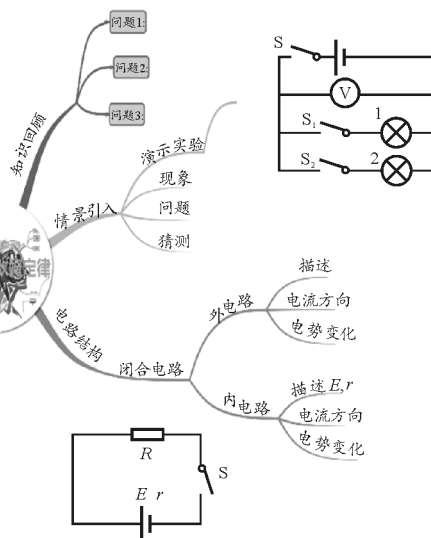 问题1:
问题2:
问题3:
知识回顾
S
V
S₁
1
S₂
2
演示实验
现象
情景引入
问题
猜测
定律
电路结构
闭合电路
外电路
描述
电流方向
电势变化
内电路
描述E,r
电流方向
电势变化
R
S
E r